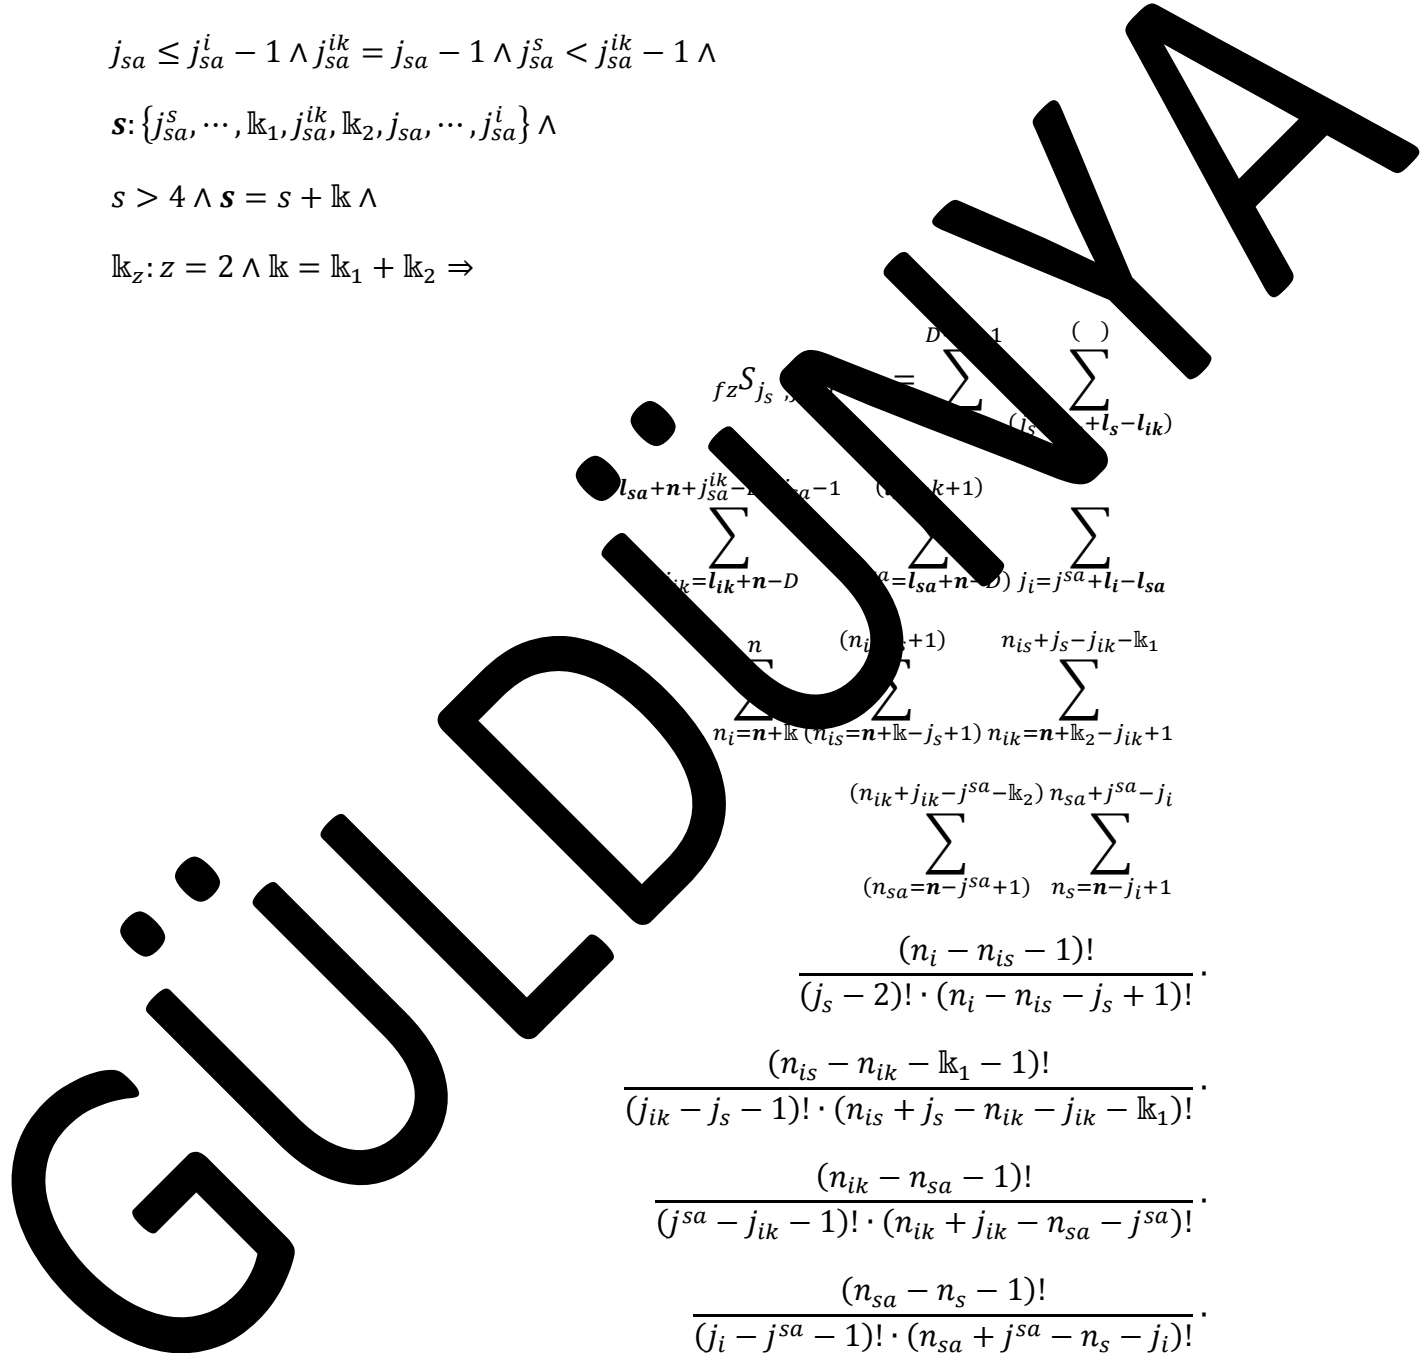 j_{sa} ≤ j_{sa}^{i} − 1 ∧ j_{sa}^{ik} = j_{sa} − 1 ∧ j_{sa}^{s} < j_{sa}^{ik} − 1 ∧
s: {j_{sa}^{s}, ⋯, 𝕜_1, j_{sa}^{ik}, 𝕜_2, j_{sa}, ⋯, j_{sa}^{i}} ∧
s > 4 ∧ s = s + 𝕜 ∧
𝕜_z: z = 2 ∧ 𝕜 = 𝕜_1 + 𝕜_2 ⇒
D 1 ( )
_{fz}S_{j_s , = ∑ ∑
+l_s−l_{ik})
l_{sa}+n+j_{sa}^{ik}− −1 ( k+1)
∑ ∑ ∑
=l_{ik}+n−D =l_{sa}+n−D) j_i=j^{sa}+l_i−l_{sa}
n (n_i +1) n_{is}+j_s−j_{ik}−𝕜_1
∑ ∑ ∑
n_i=n+𝕜 (n_{is}=n+𝕜−j_s+1) n_{ik}=n+𝕜_2−j_{ik}+1
(n_{ik}+j_{ik}−j^{sa}−𝕜_2) n_{sa}+j^{sa}−j_i
∑ ∑
(n_{sa}=n−j^{sa}+1) n_s=n−j_i+1
(n_i − n_{is} − 1)!
(j_s − 2)! · (n_i − n_{is} − j_s + 1)! ·
(n_{is} − n_{ik} − 𝕜_1 − 1)!
(j_{ik} − j_s − 1)! · (n_{is} + j_s − n_{ik} − j_{ik} − 𝕜_1)! ·
(n_{ik} − n_{sa} − 1)!
(j^{sa} − j_{ik} − 1)! · (n_{ik} + j_{ik} − n_{sa} − j^{sa})! ·
(n_{sa} − n_s − 1)!
(j_i − j^{sa} − 1)! · (n_{sa} + j^{sa} − n_s − j_i)! ·
GÜLDÜNYA